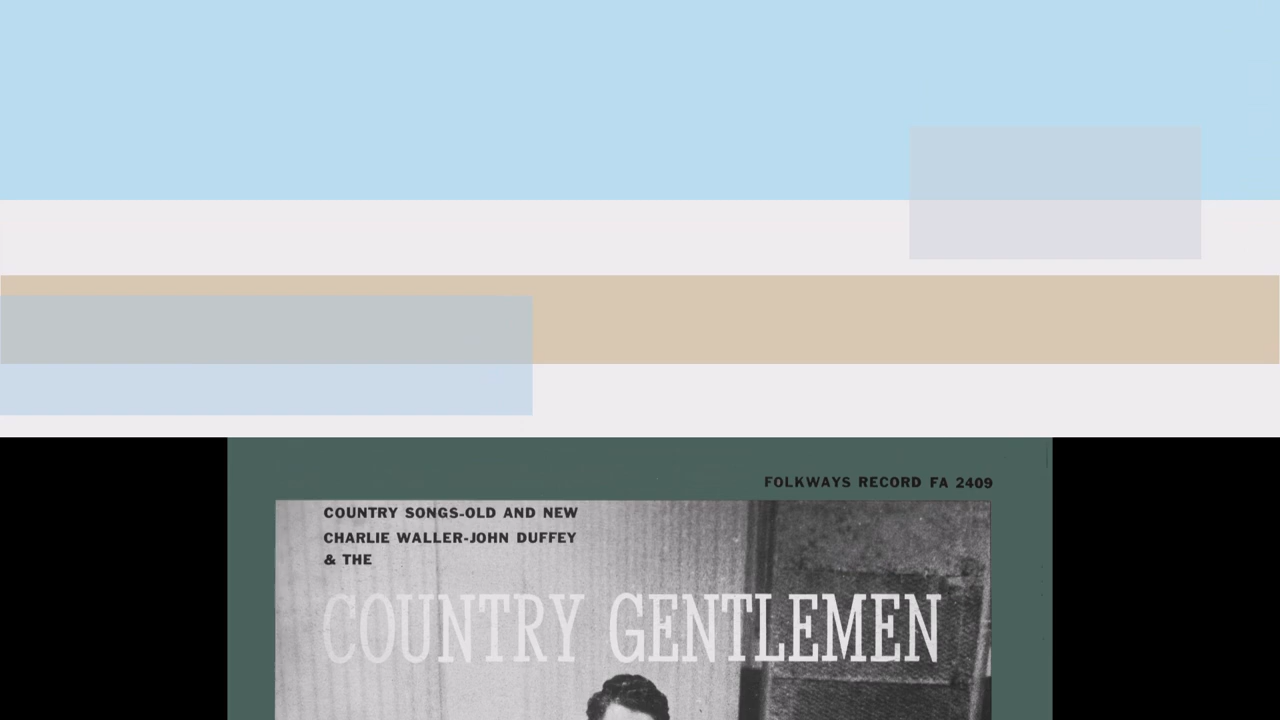 FOLKWAYS RECORD FA 2409
COUNTRY SONGS-OLD AND NEW
CHARLIE WALLER-JOHN DUFFEY
& THE
COUNTRY GENTLEMEN